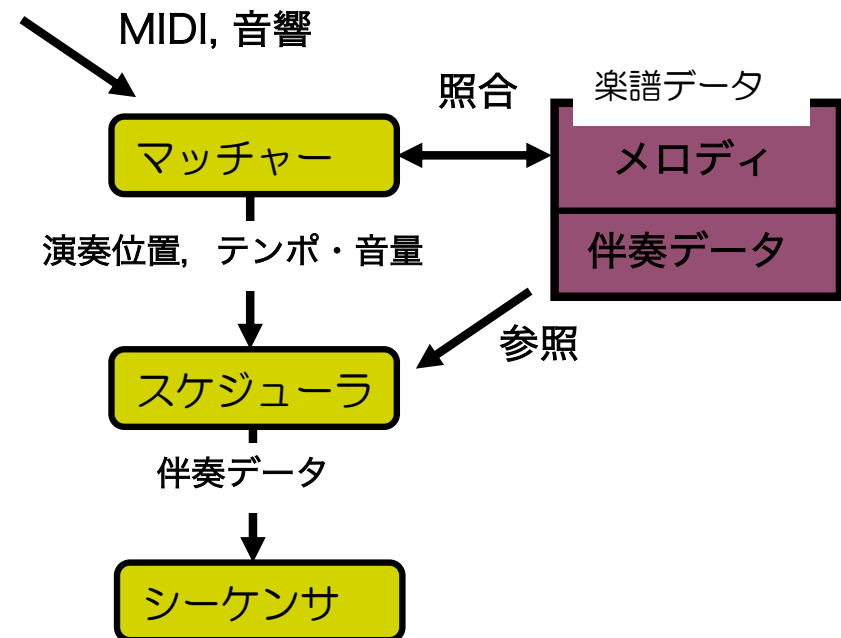 MIDI, 音響
照合
楽譜データ
マッチャー
メロディ
演奏位置, テンポ・音量
伴奏データ
参照
スケジューラ
伴奏データ
シーケンサ